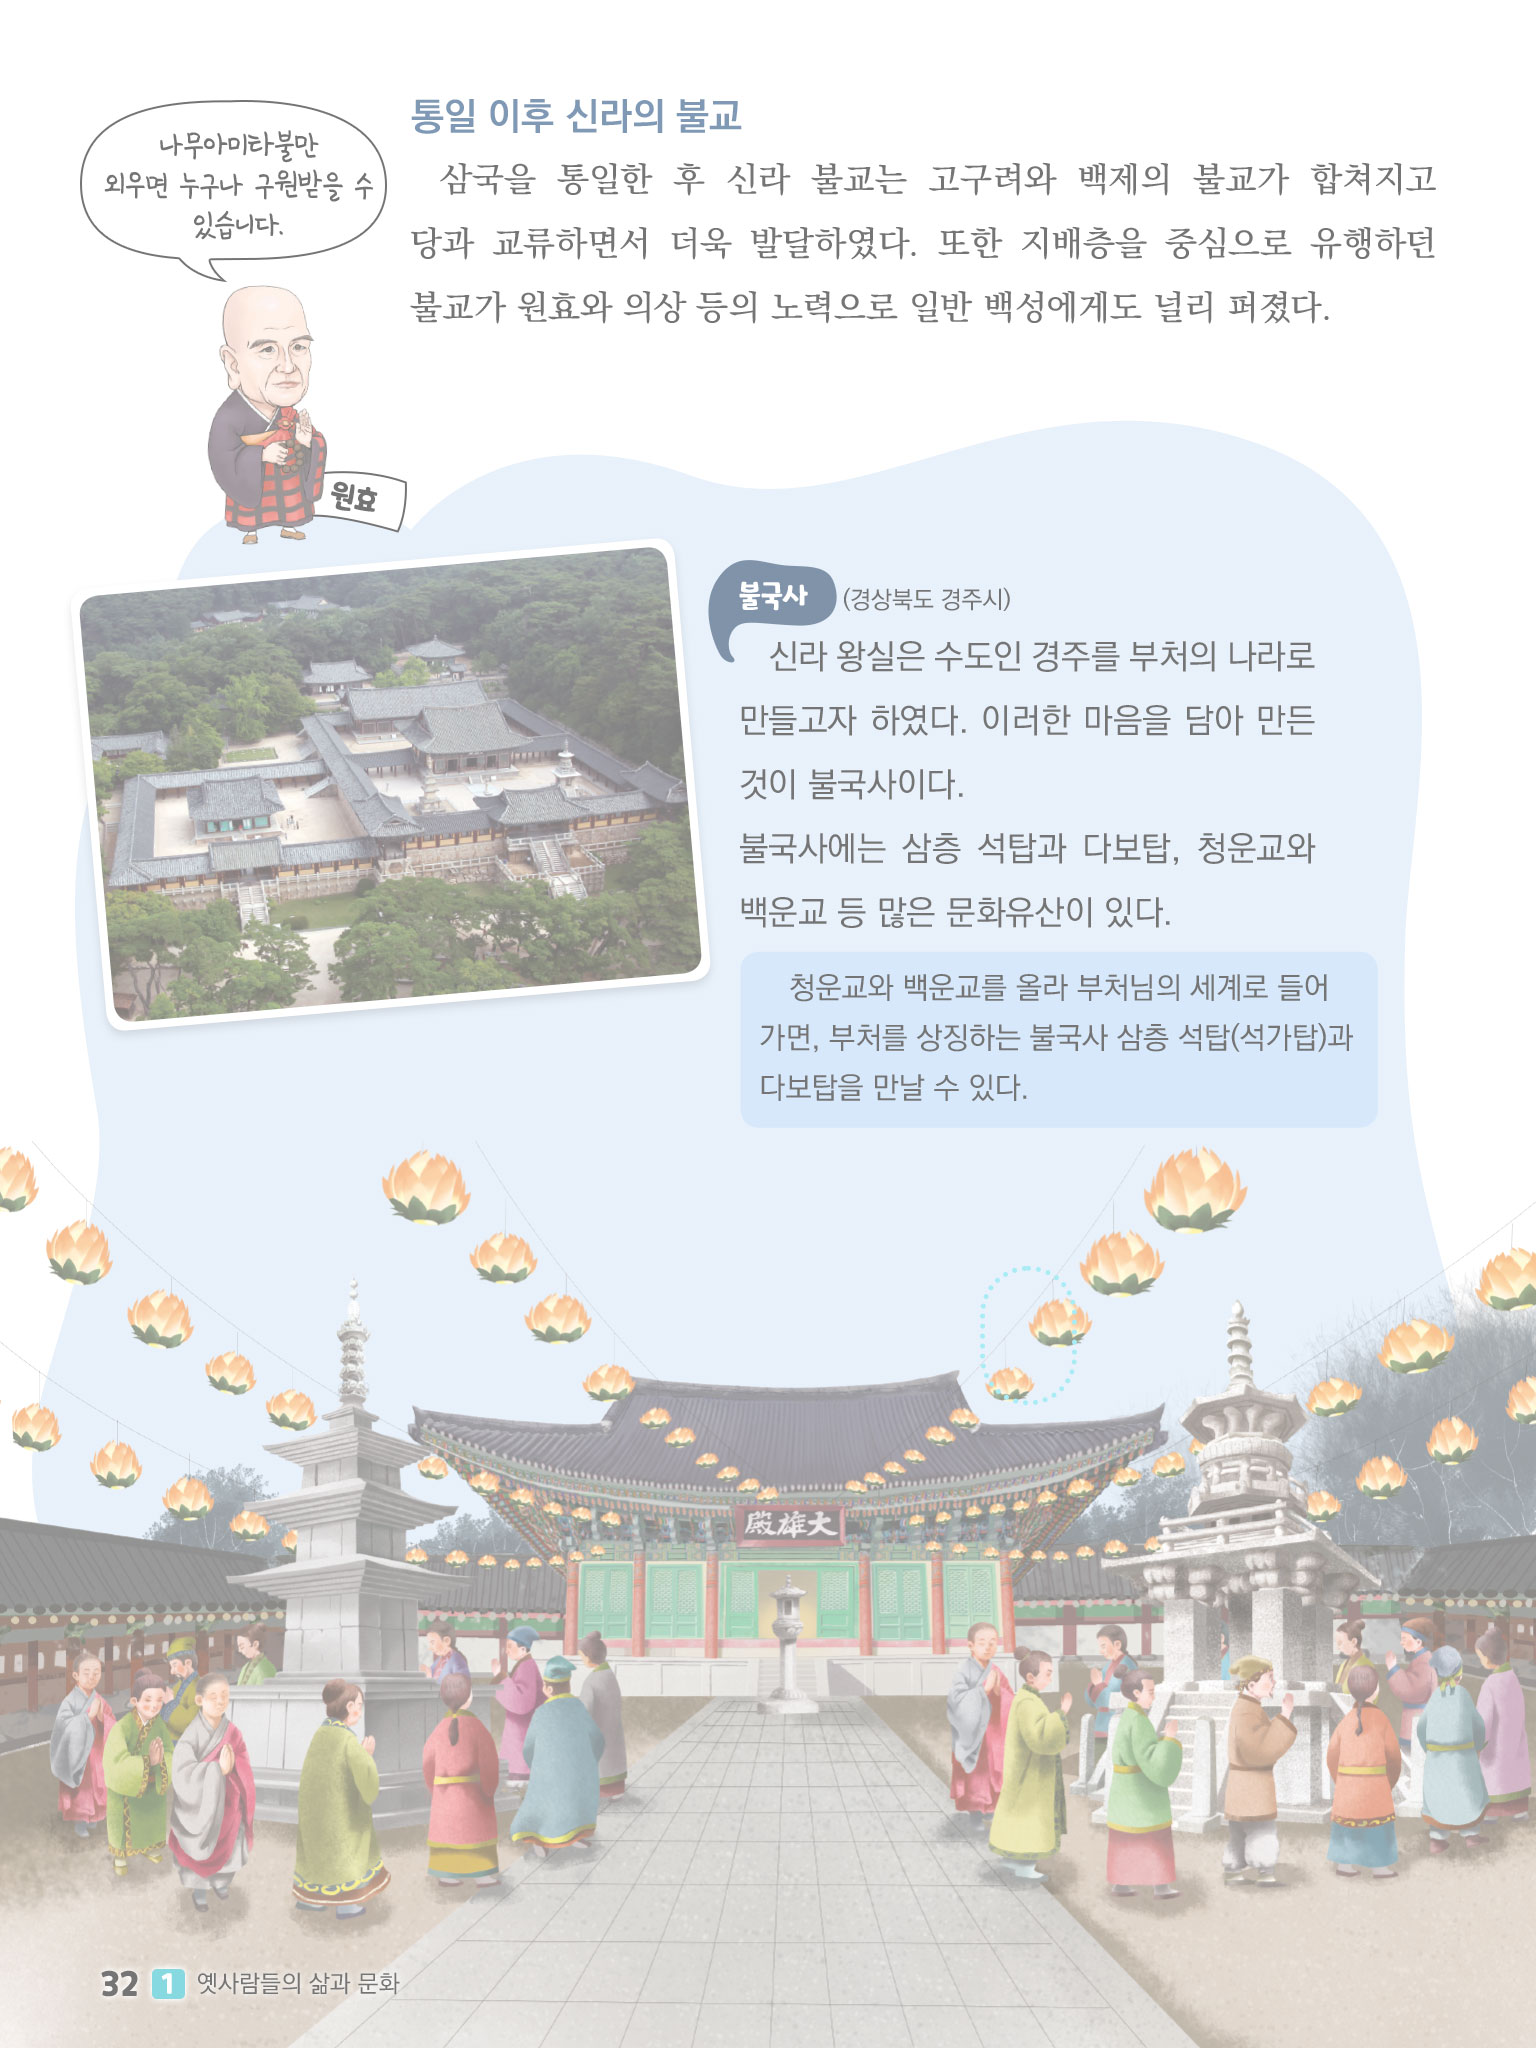 나무아미타불만
외우면 누구나 구원받을 수
있습니다.
원효
통일 이후 신라의 불교
삼국을 통일한 후 신라 불교는 고구려와 백제의 불교가 합쳐지고
당과 교류하면서 더욱 발달하였다. 또한 지배층을 중심으로 유행하던
불교가 원효와 의상 등의 노력으로 일반 백성에게도 널리 퍼졌다.
불국사 (경상북도 경주시)
신라 왕실은 수도인 경주를 부처의 나라로
만들고자 하였다. 이러한 마음을 담아 만든
것이 불국사이다.
불국사에는 삼층 석탑과 다보탑, 청운교와
백운교 등 많은 문화유산이 있다.
청운교와 백운교를 올라 부처님의 세계로 들어
가면, 부처를 상징하는 불국사 삼층 석탑(석가탑)과
다보탑을 만날 수 있다.
殿雄大
32 1 옛사람들의 삶과 문화